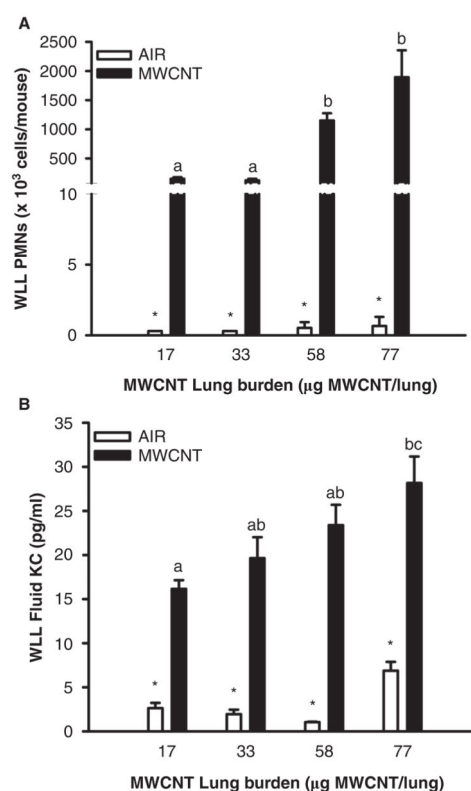 A
AIR
MWCNT
WLL PMNs (x 10³ cells/mouse)
2500
2000
1500
1000
500
10
5
0
a
a
b
b
*
*
*
*
17
33
58
77
MWCNT Lung burden (μg MWCNT/lung)
B
AIR
MWCNT
WLL Fluid KC (pg/ml)
35
30
25
20
15
10
5
0
a
ab
ab
bc
*
*
*
*
17
33
58
77
MWCNT Lung burden (μg MWCNT/lung)